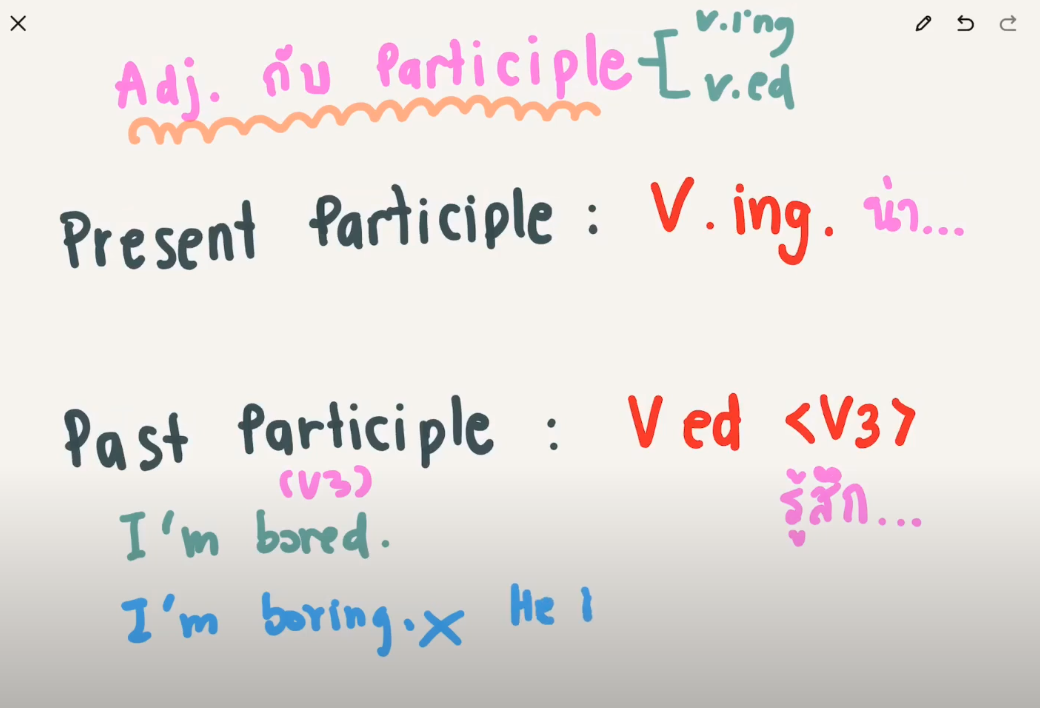 Adj. กับ Participle
v.ing
v.ed
Present Participle : V.ing. น่า...
Past Participle : Ved <V3>
(V3)
รู้สึก...
I'm bored.
I'm boring. x He